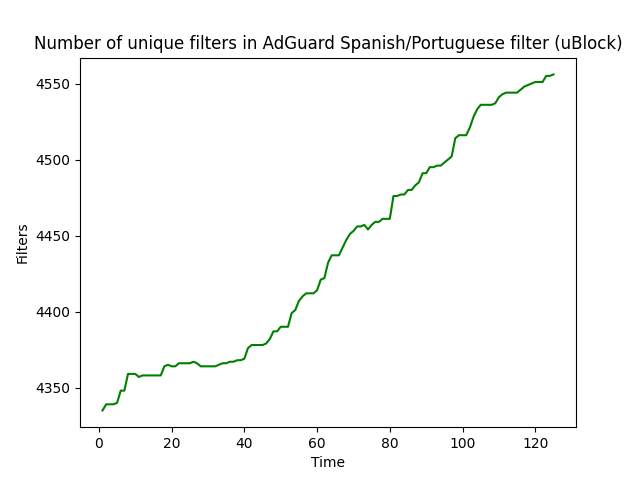 Number of unique filters in AdGuard Spanish/Portuguese filter (uBlock)
4550
4500
4450
4400
4350
Filters
0 20 40 60 80 100 120
Time